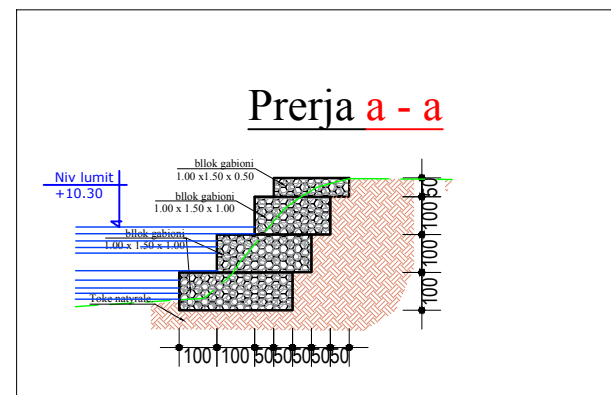 Prerja a - a
bllok gabioni
1.00 x1.50 x 0.50
Niv lumit
+10.30
bllok gabioni
1.00 x 1.50 x 1.00
bllok gabioni
1.00 x 1.50 x 1.00
Toke natyrale
50
100
100
100
100 100 50 50 50 50 50